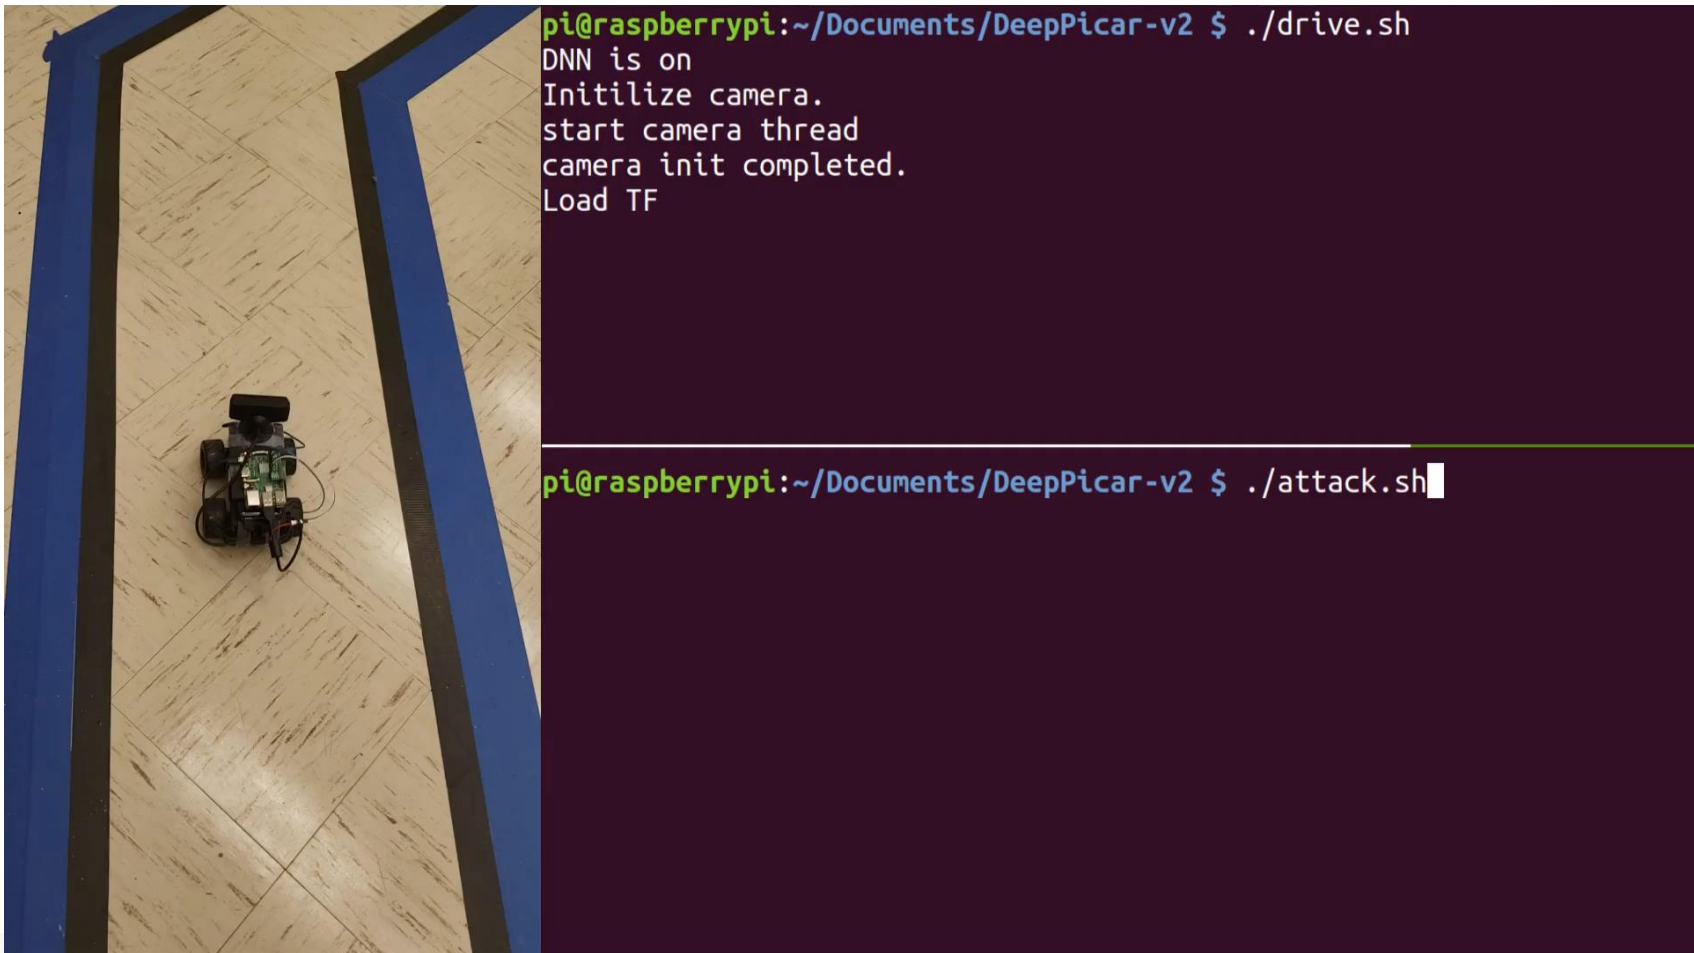 pi@raspberrypi:~/Documents/DeepPicar-v2 $ ./drive.sh
DNN is on
Initilize camera.
start camera thread
camera init completed.
Load TF
pi@raspberrypi:~/Documents/DeepPicar-v2 $ ./attack.sh